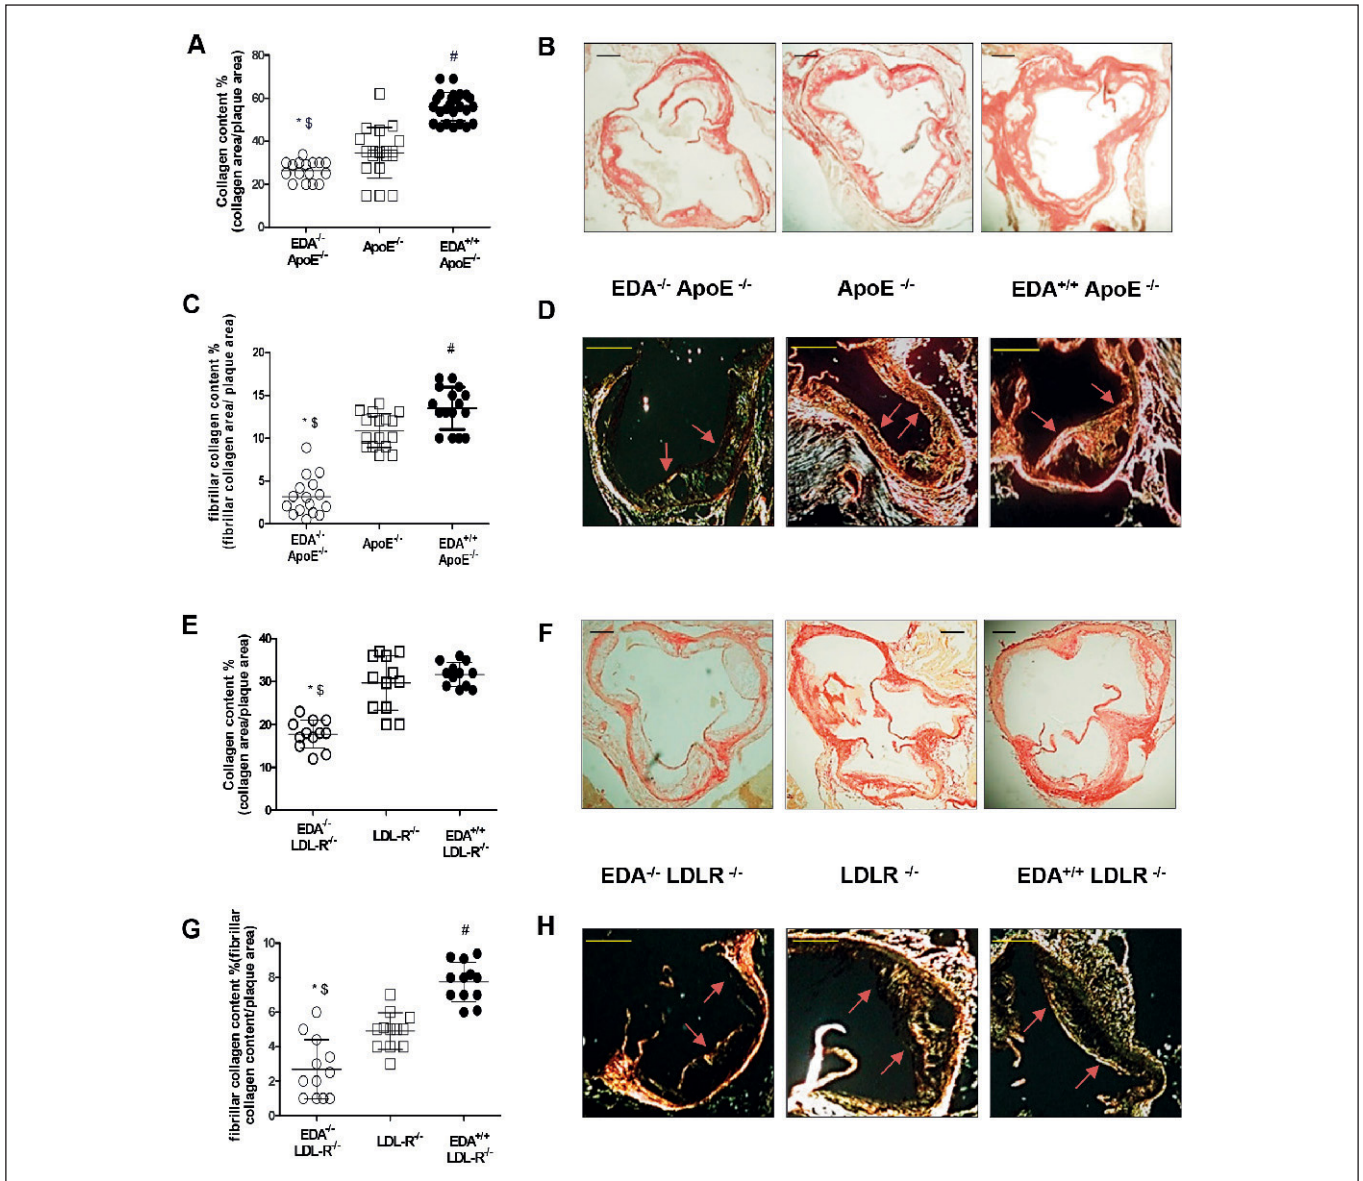 A
Collagen content %
(collagen area/plaque area)
80
60
40
20
0
* $
#
EDA-/-
ApoE-/-
ApoE-/-
EDA+/+
ApoE-/-
B
EDA-/- ApoE -/-
ApoE -/-
EDA+/+ ApoE -/-
C
fibrillar collagen content %
(fibrillar collagen area/ plaque area)
20
15
10
5
0
* $
#
EDA-/-
ApoE-/-
ApoE-/-
EDA+/+
ApoE-/-
D
E
Collagen content %
(collagen area/plaque area)
40
30
20
10
0
* $
EDA-/-
LDL-R-/-
LDL-R-/-
EDA+/+
LDL-R-/-
F
EDA-/- LDLR -/-
LDLR -/-
EDA+/+ LDLR -/-
G
fibrillar collagen content %(fibrillar
collagen content/plaque area)
10
8
6
4
2
0
* $
#
EDA-/-
LDL-R-/-
LDL-R-/-
EDA+/+
LDL-R-/-
H